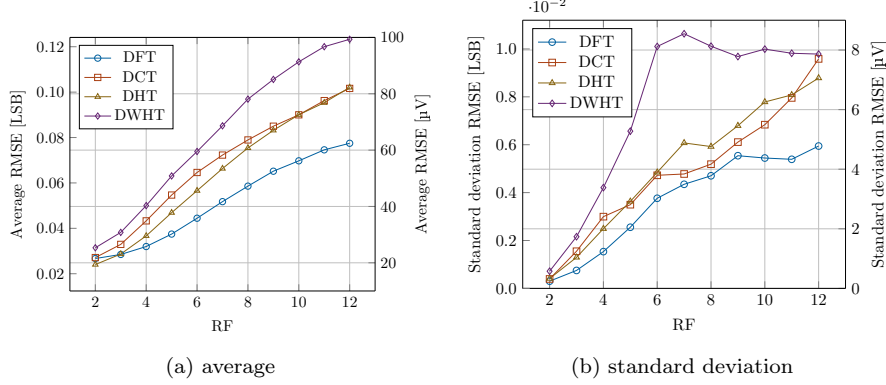 ·10⁻²
DFT
DCT
DHT
DWHT
0.12
0.10
0.08
0.06
0.04
0.02
Average RMSE [LSB]
2
4
6
8
10
12
RF
100
80
60
40
20
Average RMSE [µV]
(a) average
DFT
DCT
DHT
DWHT
1.0
0.8
0.6
0.4
0.2
0.0
Standard deviation RMSE [LSB]
2
4
6
8
10
12
RF
8
6
4
2
0
Standard deviation RMSE [µV]
(b) standard deviation